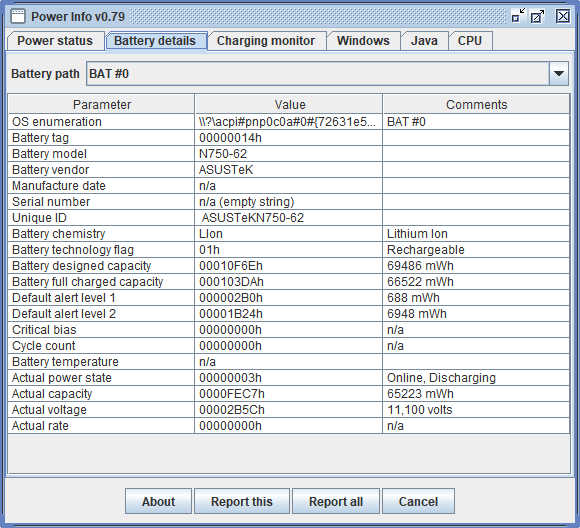 Power Info v0.79
Power status Battery details Charging monitor Windows Java CPU
Battery path BAT #0
Parameter Value Comments
OS enumeration \\?\acpi#pnp0c0a#0#{72631e5... BAT #0
Battery tag 00000014h
Battery model N750-62
Battery vendor ASUSTeK
Manufacture date n/a
Serial number n/a (empty string)
Unique ID ASUSTeKN750-62
Battery chemistry LIon Lithium Ion
Battery technology flag 01h Rechargeable
Battery designed capacity 00010F6Eh 69486 mWh
Battery full charged capacity 000103DAh 66522 mWh
Default alert level 1 000002B0h 688 mWh
Default alert level 2 00001B24h 6948 mWh
Critical bias 00000000h n/a
Cycle count 00000000h n/a
Battery temperature n/a
Actual power state 00000003h Online, Discharging
Actual capacity 0000FEC7h 65223 mWh
Actual voltage 00002B5Ch 11,100 volts
Actual rate 00000000h n/a
About Report this Report all Cancel